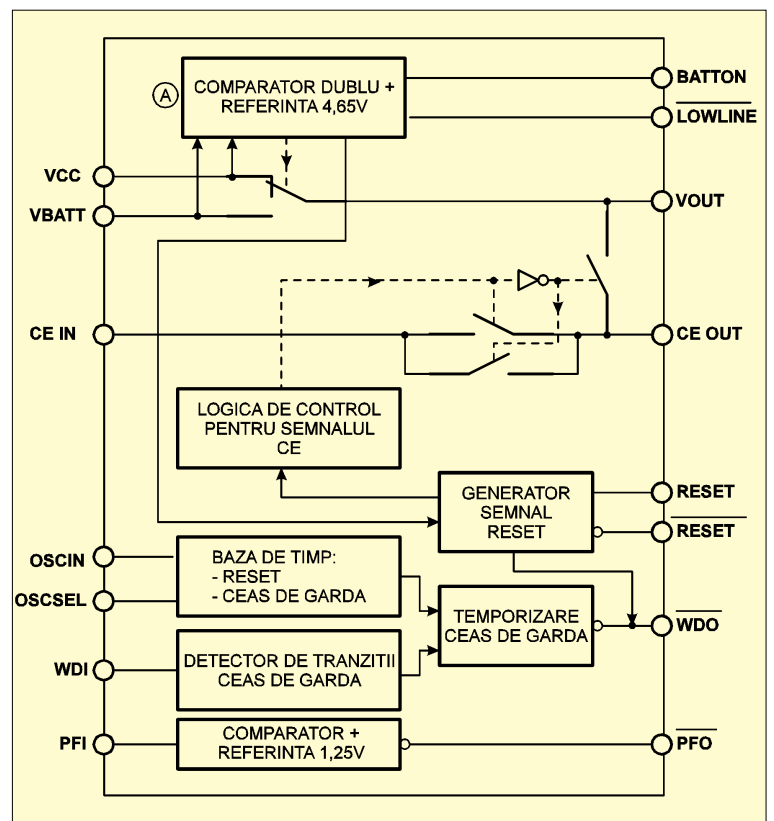 COMPARATOR DUBLU +
REFERINTA 4,65V
A
BATTON
LOWLINE
VCC
VBATT
VOUT
CE IN
CE OUT
LOGICA DE CONTROL
PENTRU SEMNALUL
CE
GENERATOR
SEMNAL
RESET
RESET
RESET
OSCIN
OSCSEL
BAZA DE TIMP:
- RESET
- CEAS DE GARDA
TEMPORIZARE
CEAS DE GARDA
WDO
WDI
DETECTOR DE TRANZITII
CEAS DE GARDA
PFI
COMPARATOR +
REFERINTA 1,25V
PFO